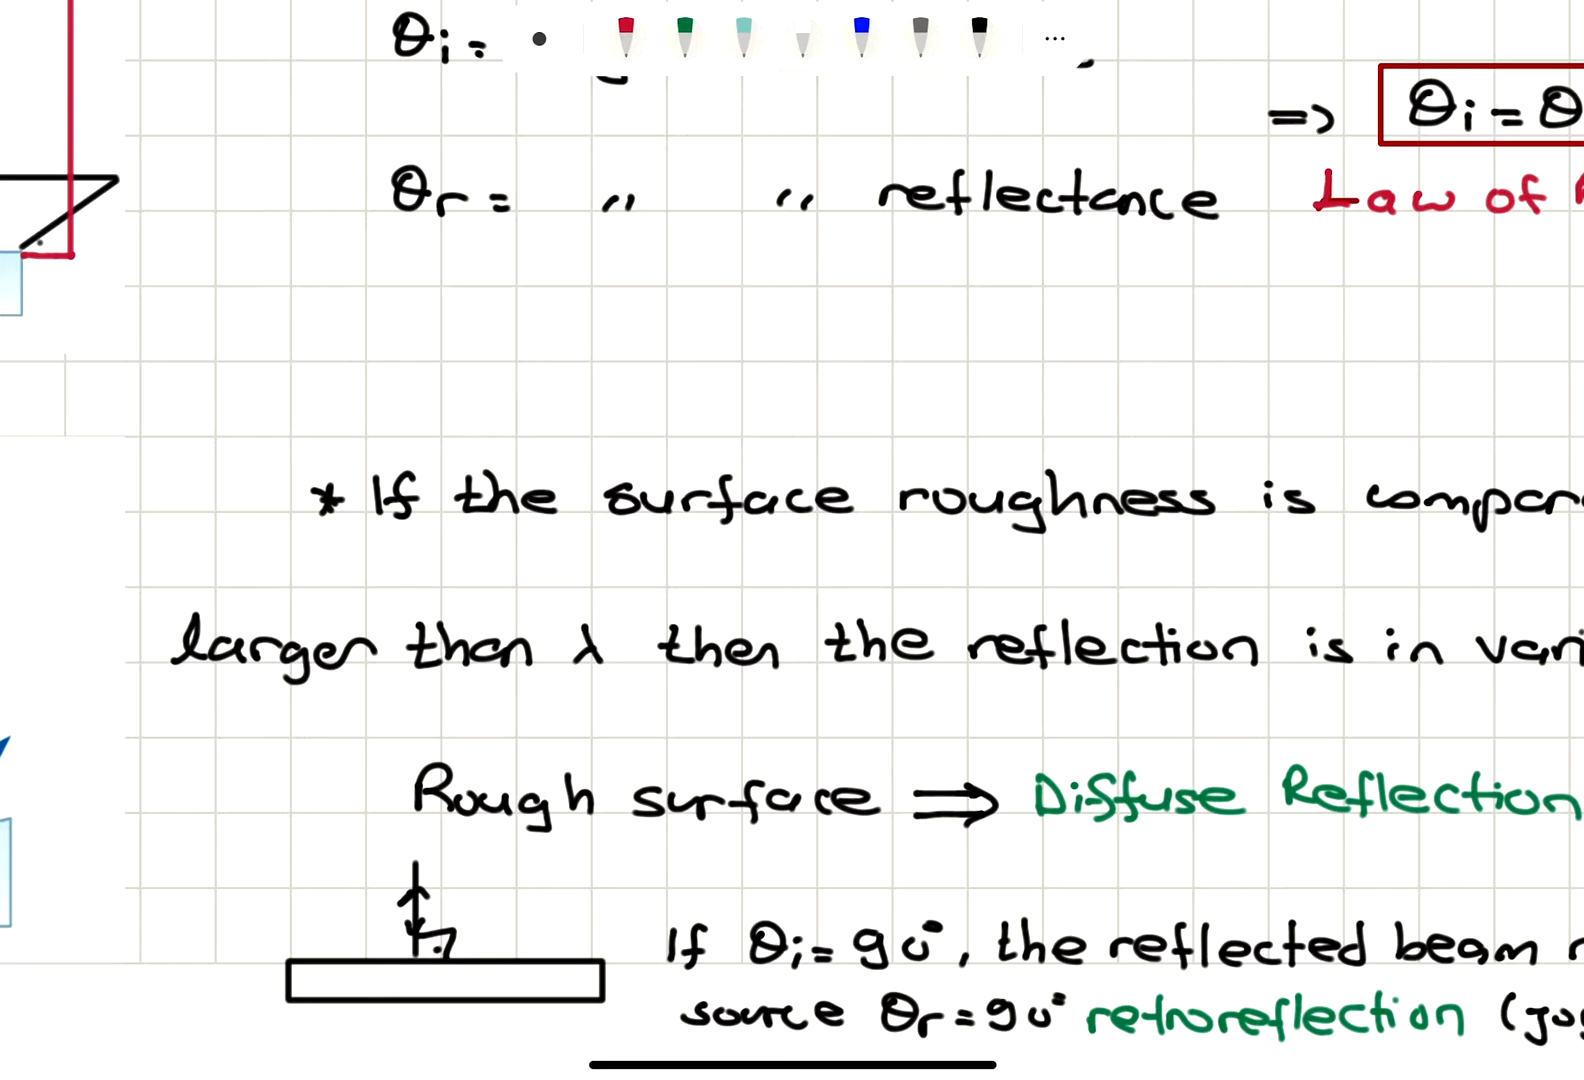 θi =
=> θi = θ
θr = " " reflectance Law of
* If the surface roughness is compar
larger than λ then the reflection is in vari
Rough surface ⇒ Diffuse Reflection
If θi = 90°, the reflected beam r
source θr = 90° retroreflection (jog